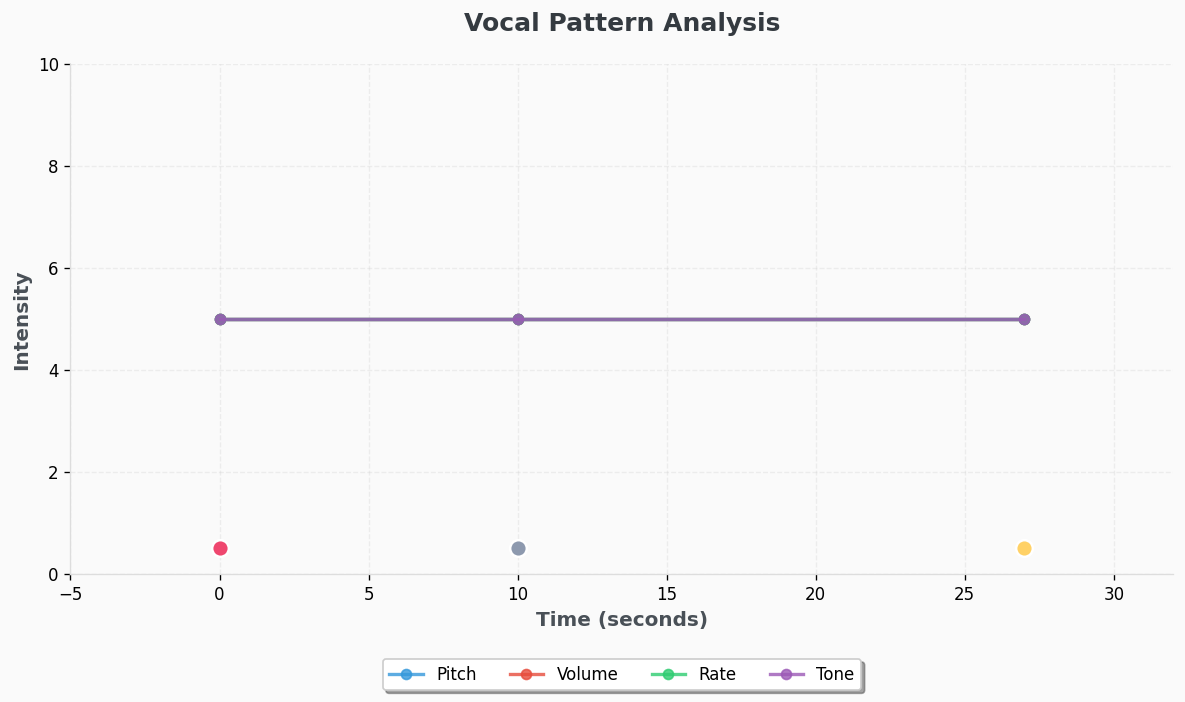 Vocal Pattern Analysis
10
8
6
4
2
0
Intensity
−5 0 5 10 15 20 25 30
Time (seconds)
Pitch Volume Rate Tone